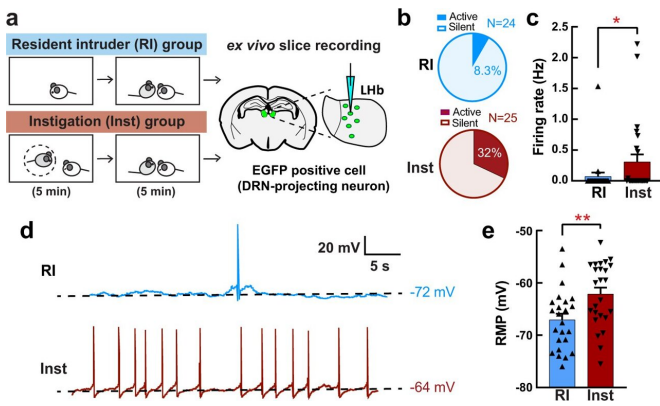 a
Resident intruder (RI) group
Instigation (Inst) group
(5 min)
(5 min)
ex vivo slice recording
LHb
EGFP positive cell
(DRN-projecting neuron)
b
Active
Silent
N=24
RI
8.3%
Active
Silent
N=25
Inst
32%
c
*
Firing rate (Hz)
2.5
2.0
1.5
1.0
0.5
0.0
RI
Inst
d
20 mV
5 s
RI
-72 mV
Inst
-64 mV
e
**
RMP (mV)
-50
-60
-70
-80
RI
Inst